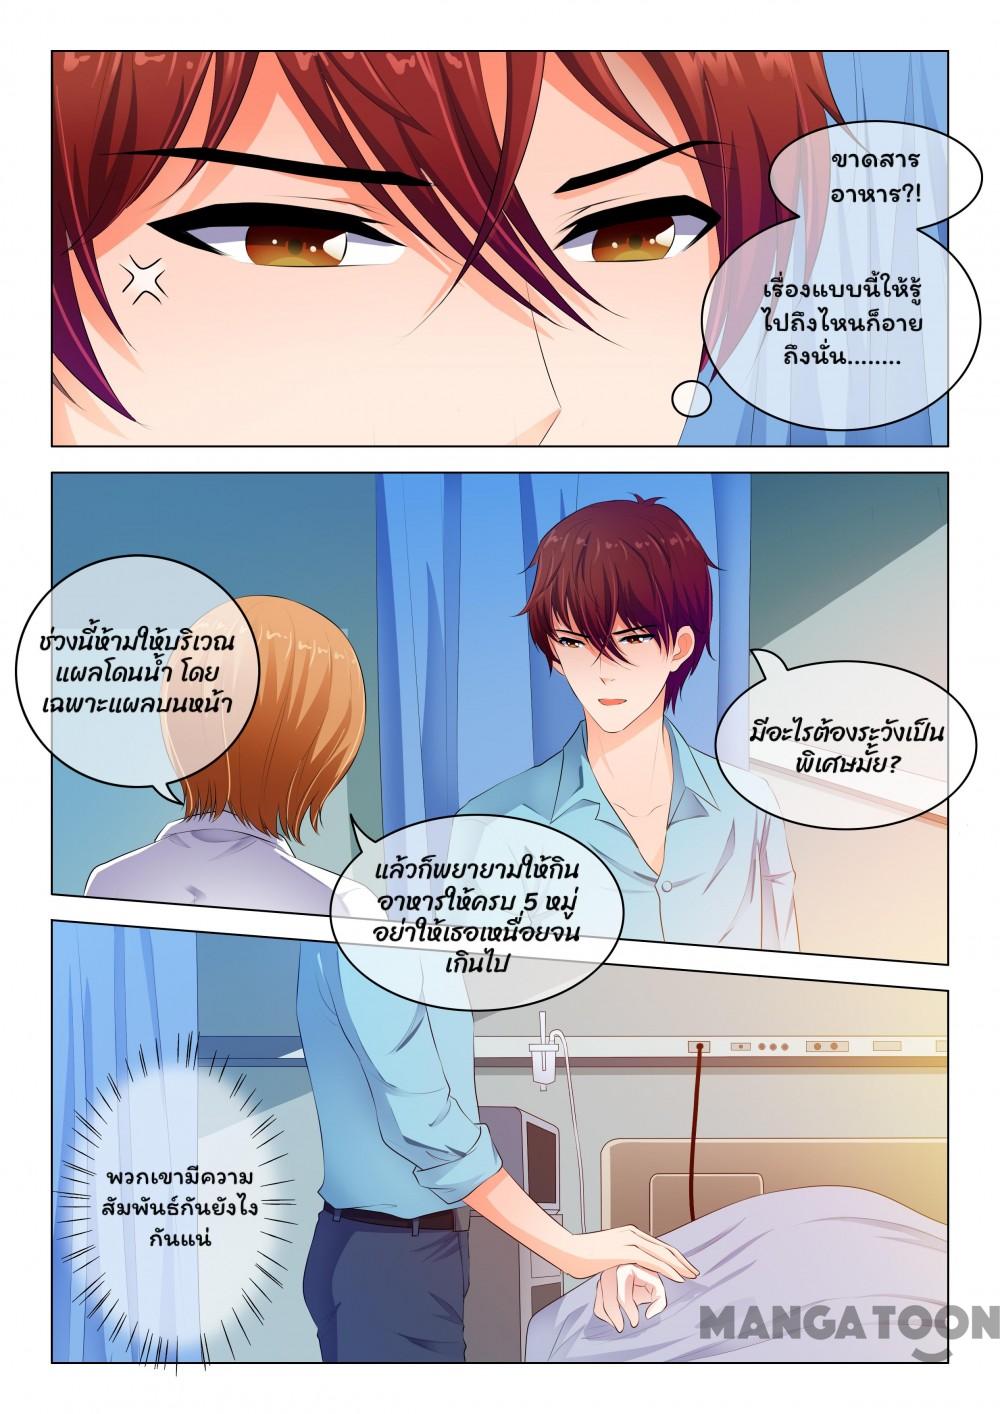 ขาดสาร
อาหาร?!
เรื่องแบบนี้ให้รู้
ไปถึงไหนก็อาย
ถึงนั่น........
มีอะไรต้องระวังเป็น
พิเศษมั้ย?
ช่วงนี้ห้ามให้บริเวณ
แผลโดนน้ำ โดย
เฉพาะแผลบนหน้า
แล้วก็พยายามให้กิน
อาหารให้ครบ 5 หมู่
อย่าให้เธอเหนื่อยจน
เกินไป
พวกเขามีความ
สัมพันธ์กันยังไง
กันแน่
MANGATOON